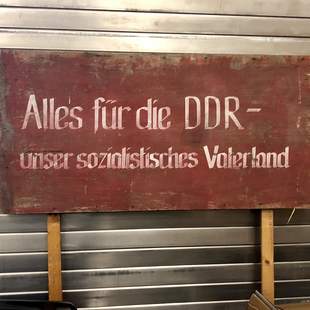 Alles für die DDR-
unser sozialistisches Vaterland